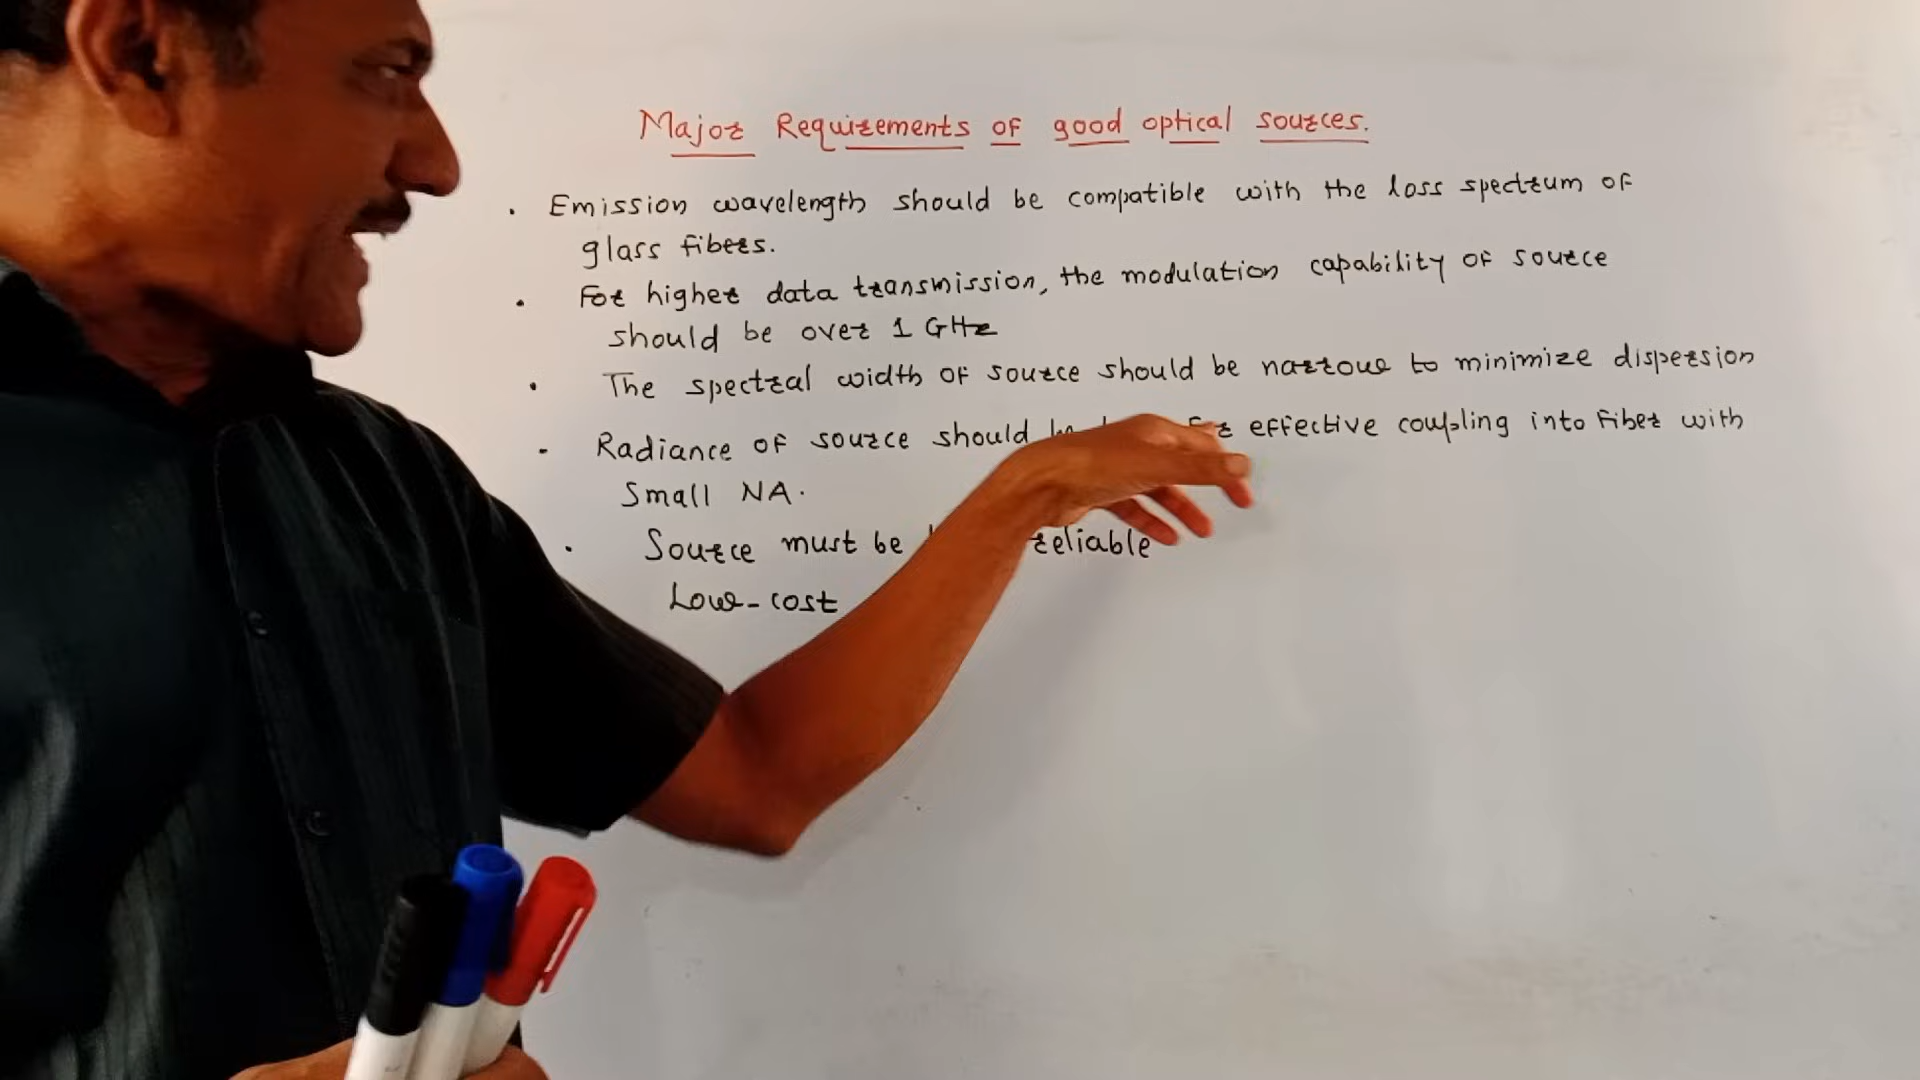 Major Requirements of good optical sources.
• Emission wavelength should be compatible with the loss spectrum of
glass fibers.
• For higher data transmission, the modulation capability of source
should be over 1 GHz
• The spectral width of source should be narrow to minimize dispersion
- Radiance of source should effective coupling into fiber with
Small NA.
• Source must be reliable
Low-cost